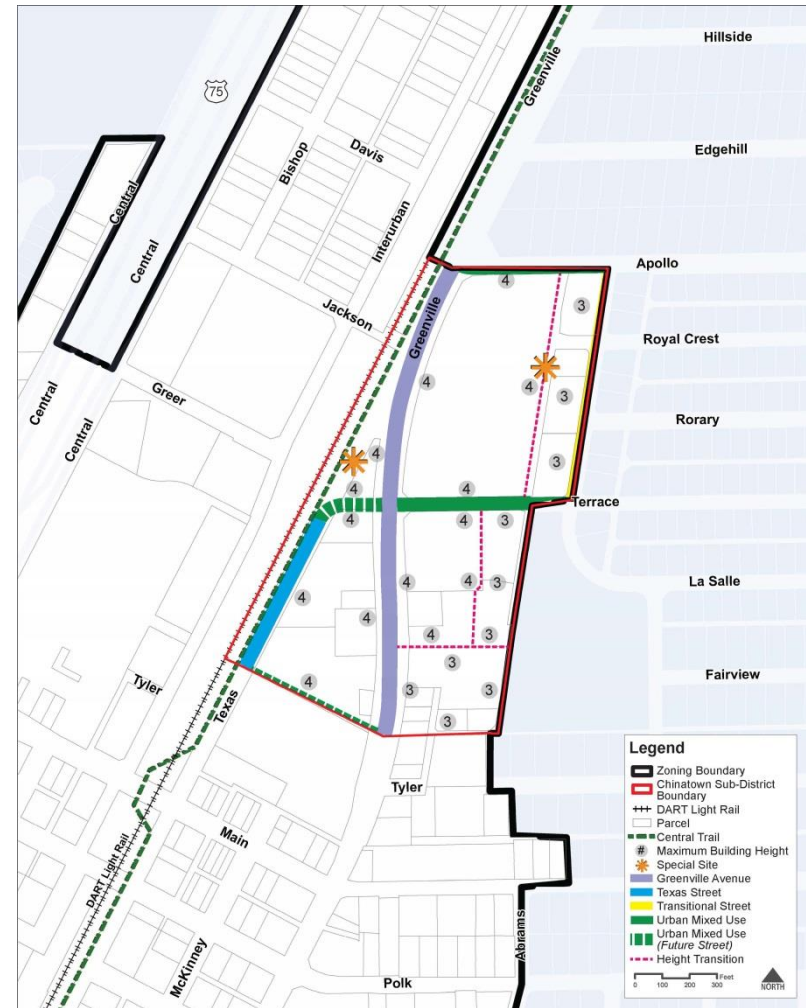 Hillside
Greenville
75
Edgehill
Davis
Bishop
Central
Interurban
Central
Apollo
4
3
Jackson
Greenville
Royal Crest
4
4
3
Greer
Central
Central
Rorary
4
3
4
4
Terrace
4
4
3
4
4
4
3
La Salle
4
4
3
3
Fairview
4
Tyler
Texas
3
3
3
Tyler
Main
DART Light Rail
McKinney
Abrams
Polk
Legend
Zoning Boundary
Chinatown Sub-District
Boundary
DART Light Rail
Parcel
Central Trail
# Maximum Building Height
Special Site
Greenville Avenue
Texas Street
Transitional Street
Urban Mixed Use
Urban Mixed Use
(Future Street)
Height Transition
0 100 200 300 Feet
NORTH